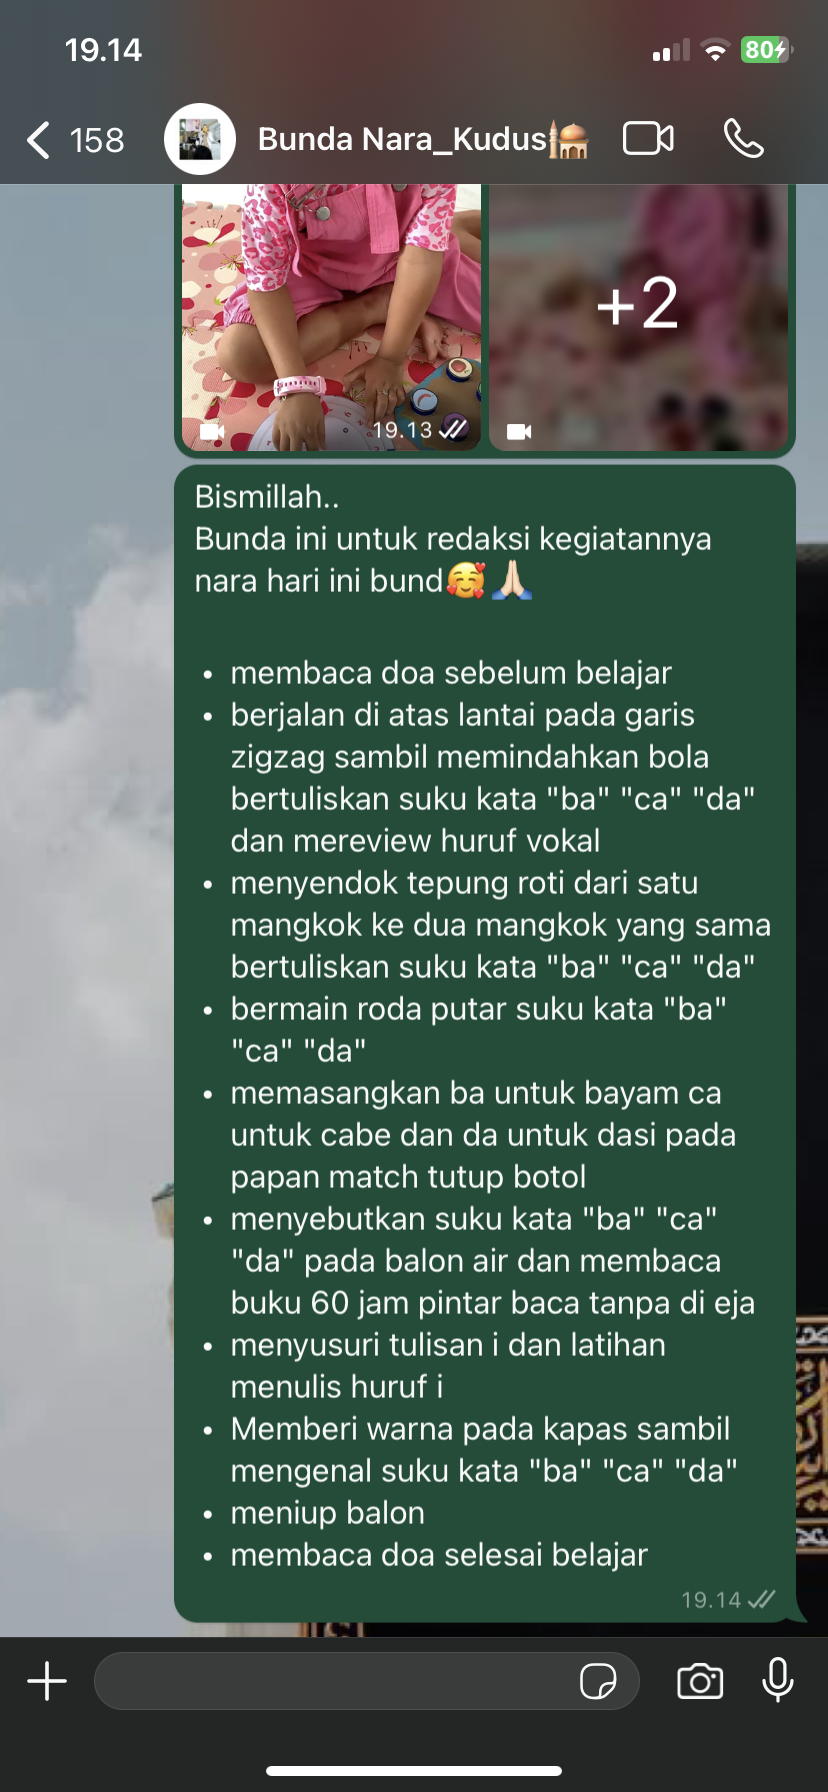 19.14
80
158
Bunda Nara_Kudus🕌
+2
19.13
Bismillah..
Bunda ini untuk redaksi kegiatannya
nara hari ini bund🥰🙏🏻
• membaca doa sebelum belajar
• berjalan di atas lantai pada garis
zigzag sambil memindahkan bola
bertuliskan suku kata "ba" "ca" "da"
dan mereview huruf vokal
• menyendok tepung roti dari satu
mangkok ke dua mangkok yang sama
bertuliskan suku kata "ba" "ca" "da"
• bermain roda putar suku kata "ba"
"ca" "da"
• memasangkan ba untuk bayam ca
untuk cabe dan da untuk dasi pada
papan match tutup botol
• menyebutkan suku kata "ba" "ca"
"da" pada balon air dan membaca
buku 60 jam pintar baca tanpa di eja
• menyusuri tulisan i dan latihan
menulis huruf i
• Memberi warna pada kapas sambil
mengenal suku kata "ba" "ca" "da"
• meniup balon
• membaca doa selesai belajar
19.14